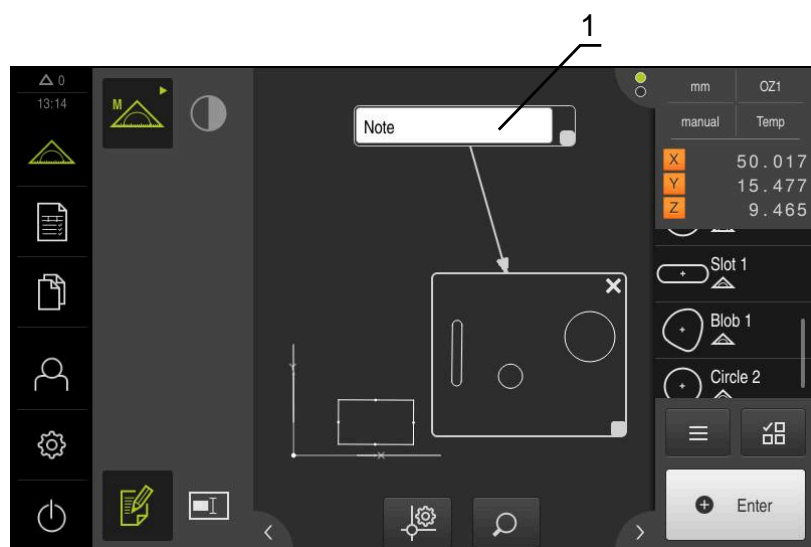 1
0
13:14
M
Note
mm
OZ1
manual
Temp
X 50.017
Y 15.477
Z 9.465
Slot 1
Blob 1
Circle 2
Y
X
Enter